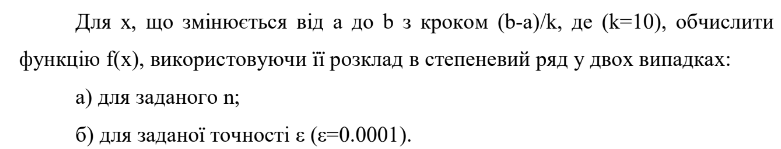 Для x, що змінюється від a до b з кроком (b-a)/k, де (k=10), обчислити
функцію f(x), використовуючи її розклад в степеневий ряд у двох випадках:
а) для заданого n;
б) для заданої точності ε (ε=0.0001).